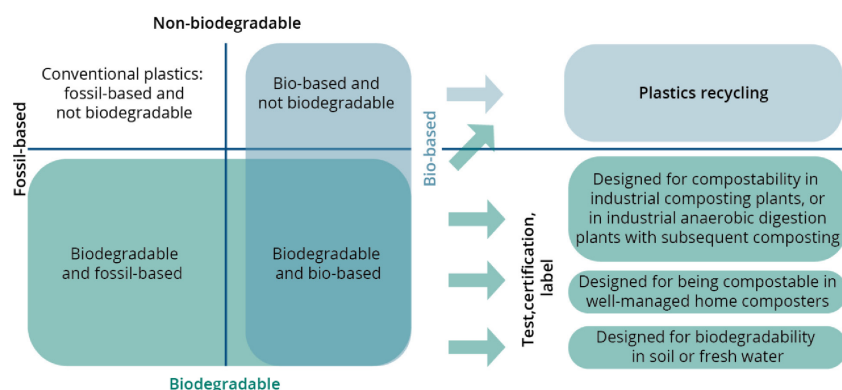 Non-biodegradable
Fossil-based
Conventional plastics:
fossil-based and
not biodegradable
Bio-based and
not biodegradable
Biodegradable
and fossil-based
Biodegradable
and bio-based
Biodegradable
Bio-based
Test,certification,
label
Plastics recycling
Designed for compostability in
industrial composting plants, or
in industrial anaerobic digestion
plants with subsequent composting
Designed for being compostable in
well-managed home composters
Designed for biodegradability
in soil or fresh water